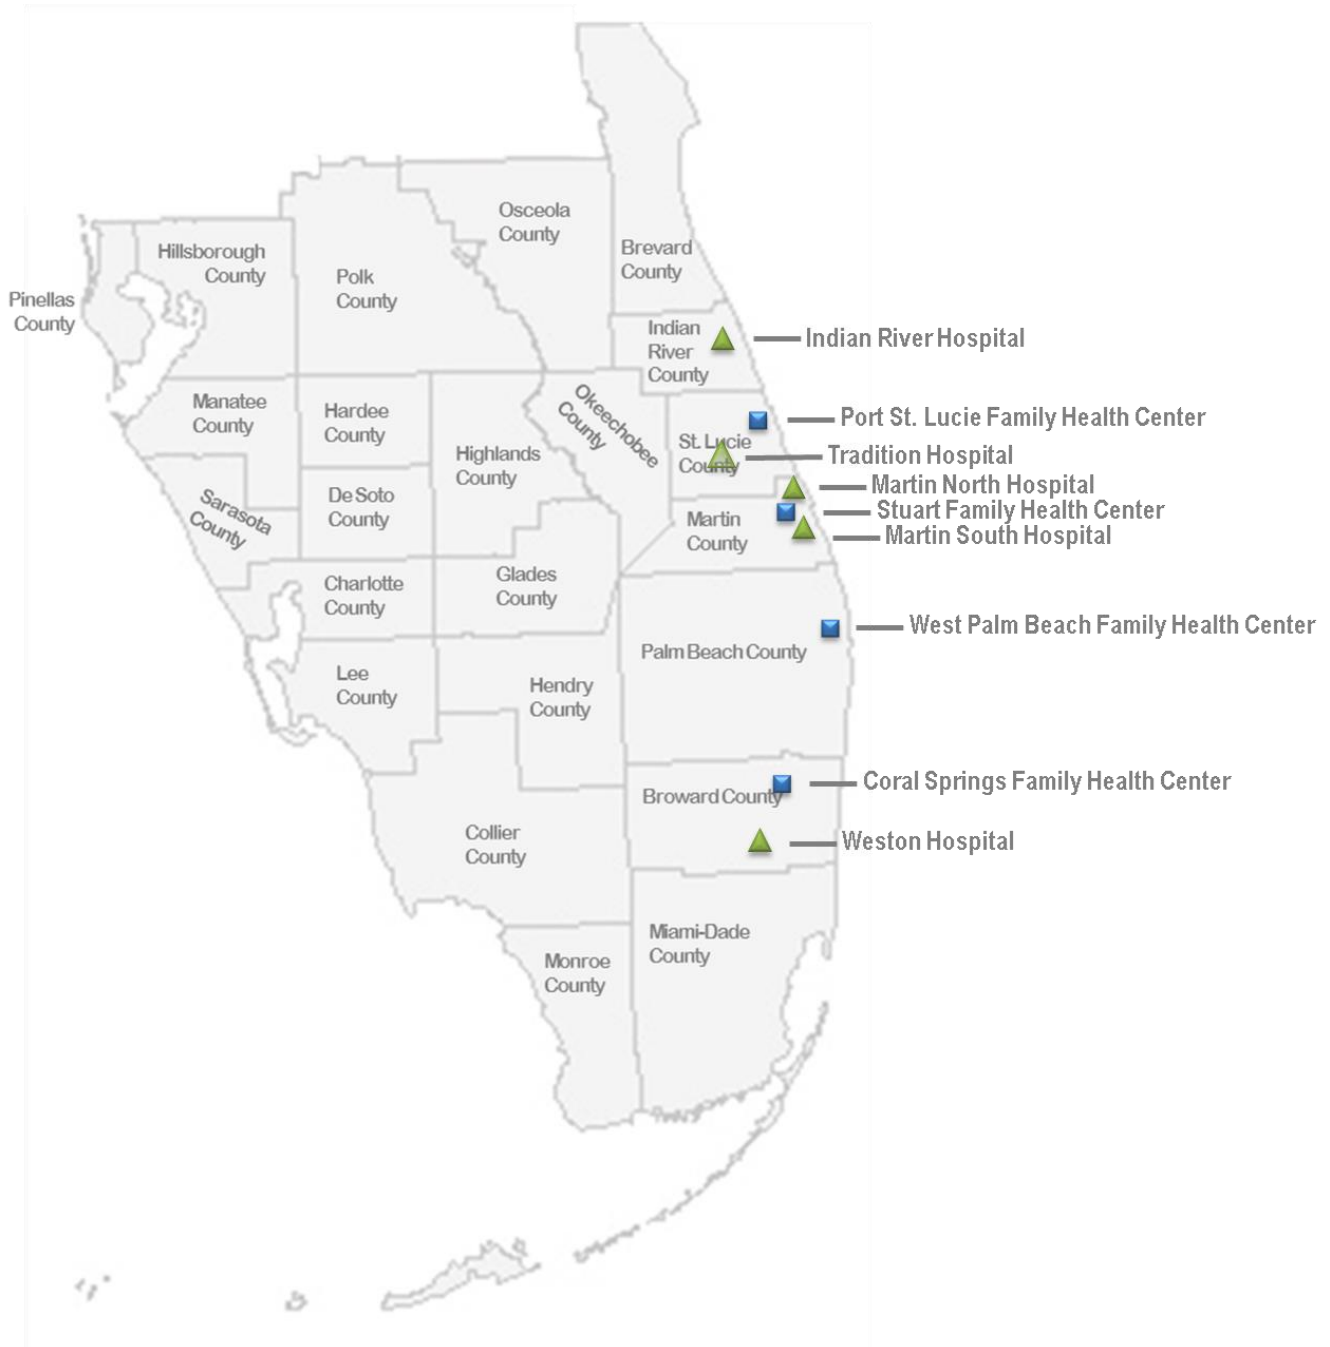 Osceola
County
Hillsborough
County
Brevard
County
Polk
County
Pinellas
County
Indian
River
County
Indian River Hospital
Manatee
County
Hardee
County
Okeechobee
County
Port St. Lucie Family Health Center
Highlands
County
St. Lucie
County
Tradition Hospital
Martin North Hospital
Sarasota
County
De Soto
County
Stuart Family Health Center
Martin
County
Martin South Hospital
Charlotte
County
Glades
County
West Palm Beach Family Health Center
Palm Beach County
Lee
County
Hendry
County
Coral Springs Family Health Center
Broward County
Collier
County
Weston Hospital
Miami-Dade
County
Monroe
County